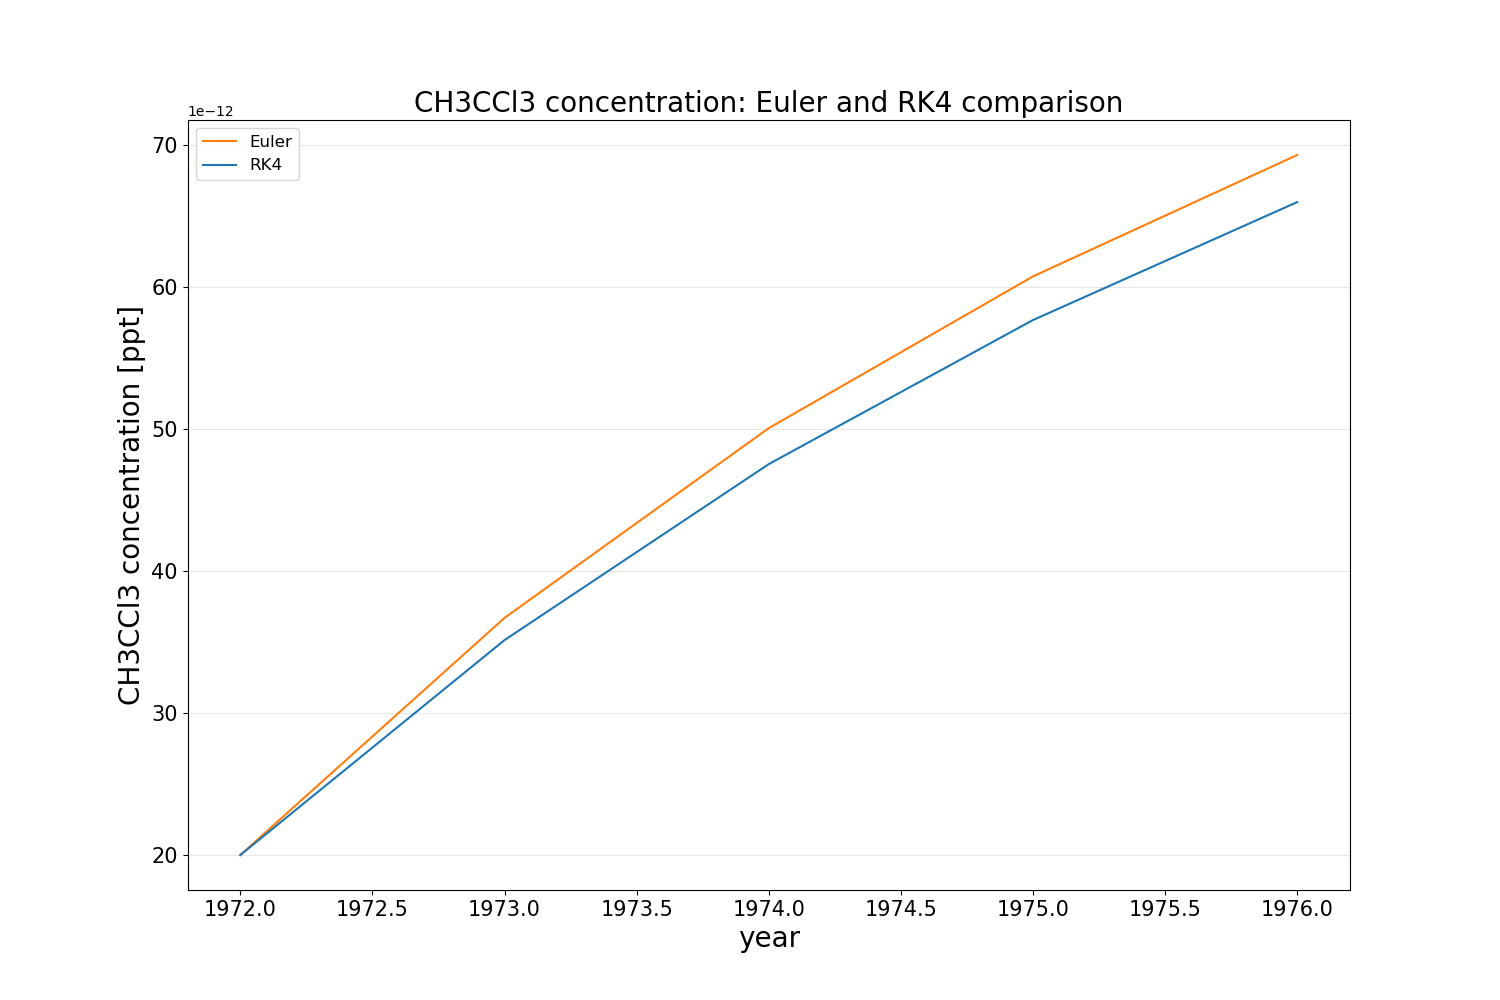 CH3CCl3 concentration: Euler and RK4 comparison
1e−12
Euler
RK4
70
60
50
40
30
20
CH3CCl3 concentration [ppt]
1972.0 1972.5 1973.0 1973.5 1974.0 1974.5 1975.0 1975.5 1976.0
year